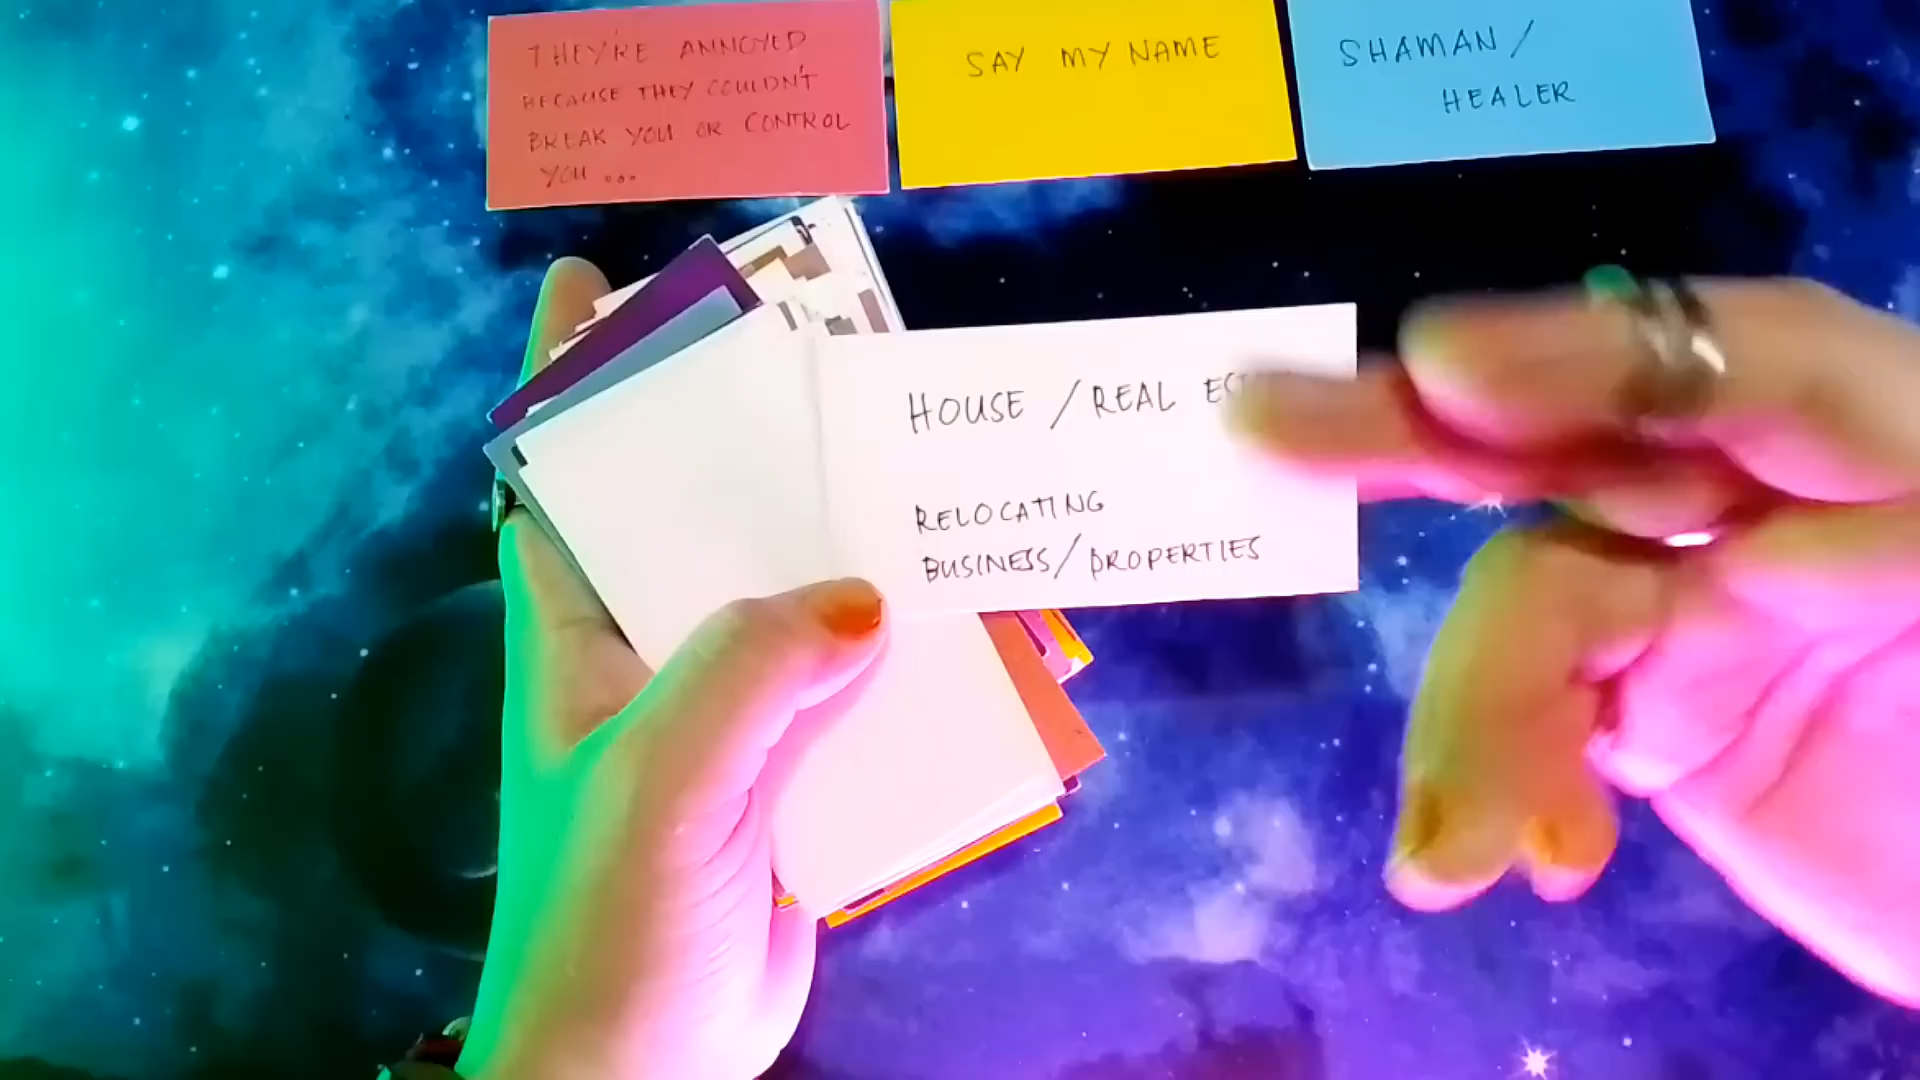 THEY'RE ANNOYED
BECAUSE THEY COULDN'T
BREAK YOU OR CONTROL
YOU ...
SAY MY NAME
SHAMAN /
HEALER
HOUSE / REAL
RELOCATING
BUSINESS / PROPERTIES